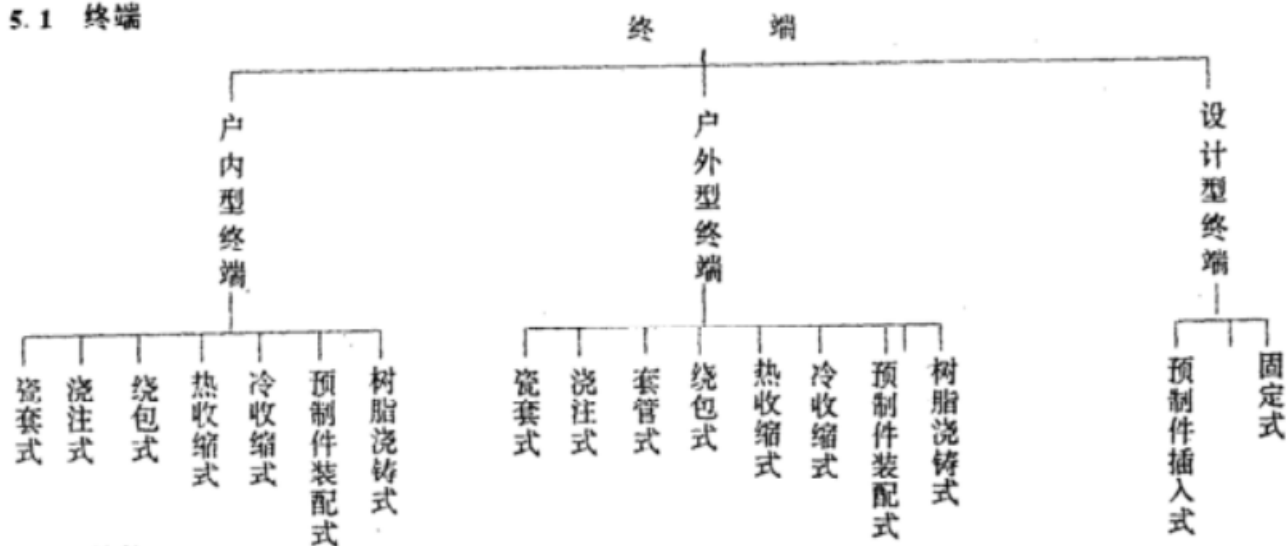 5.1 终端
终 端
户内型终端
户外型终端
设计型终端
瓷套式
浇注式
绕包式
热收缩式
冷收缩式
预制件装配式
树脂浇铸式
瓷套式
浇注式
套管式
绕包式
热收缩式
冷收缩式
预制件装配式
树脂浇铸式
预制件插入式
固定式